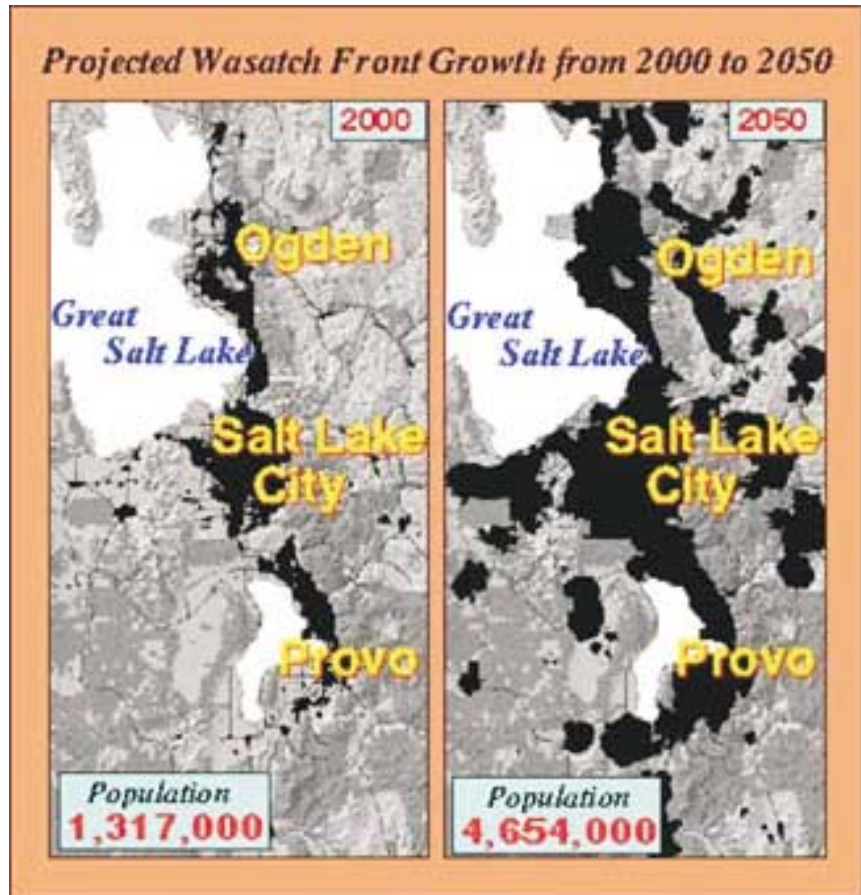 Projected Wasatch Front Growth from 2000 to 2050
2000
Ogden
Great
Salt Lake
Salt Lake
City
Provo
Population
1,317,000
2050
Ogden
Great
Salt Lake
Salt Lake
City
Provo
Population
4,654,000